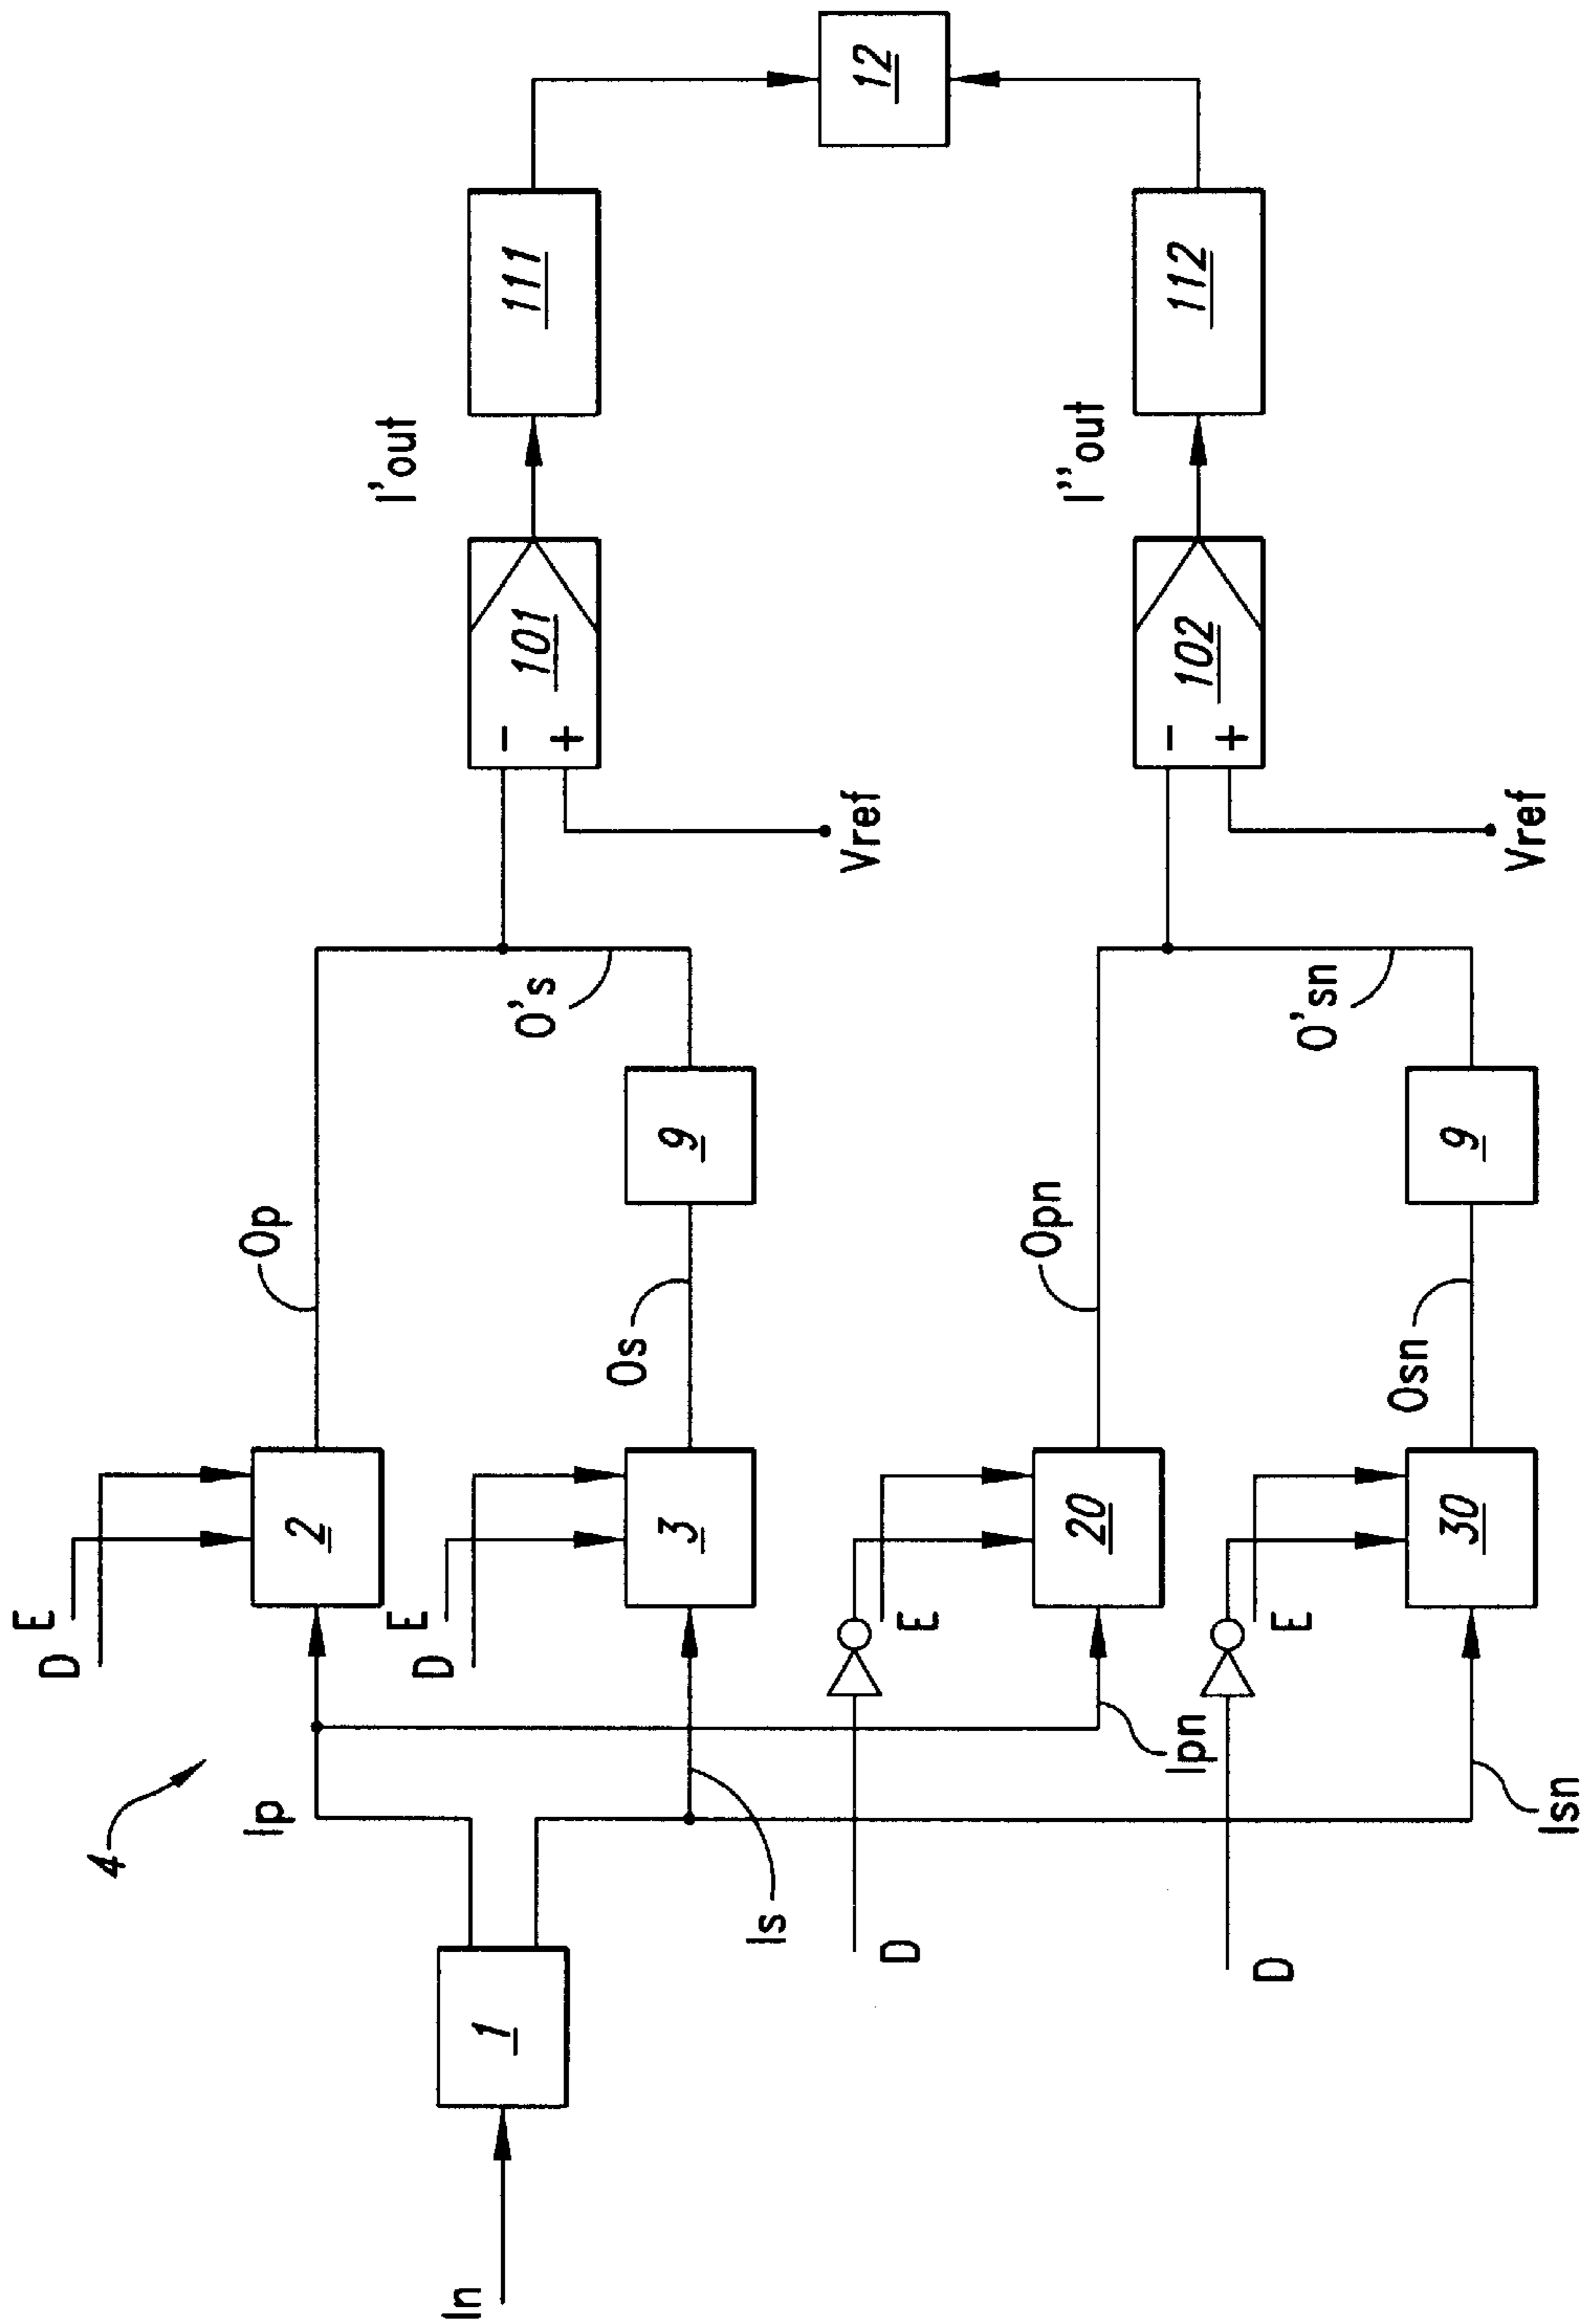 4
In
1
Ip
Is
Ipn
Isn
E
D
2
Op
E
D
3
Os
9
O's
D
E
20
Opn
D
E
30
Osn
9
O'sn
-
+
101
Vref
I'out
111
-
+
102
Vref
I''out
112
12